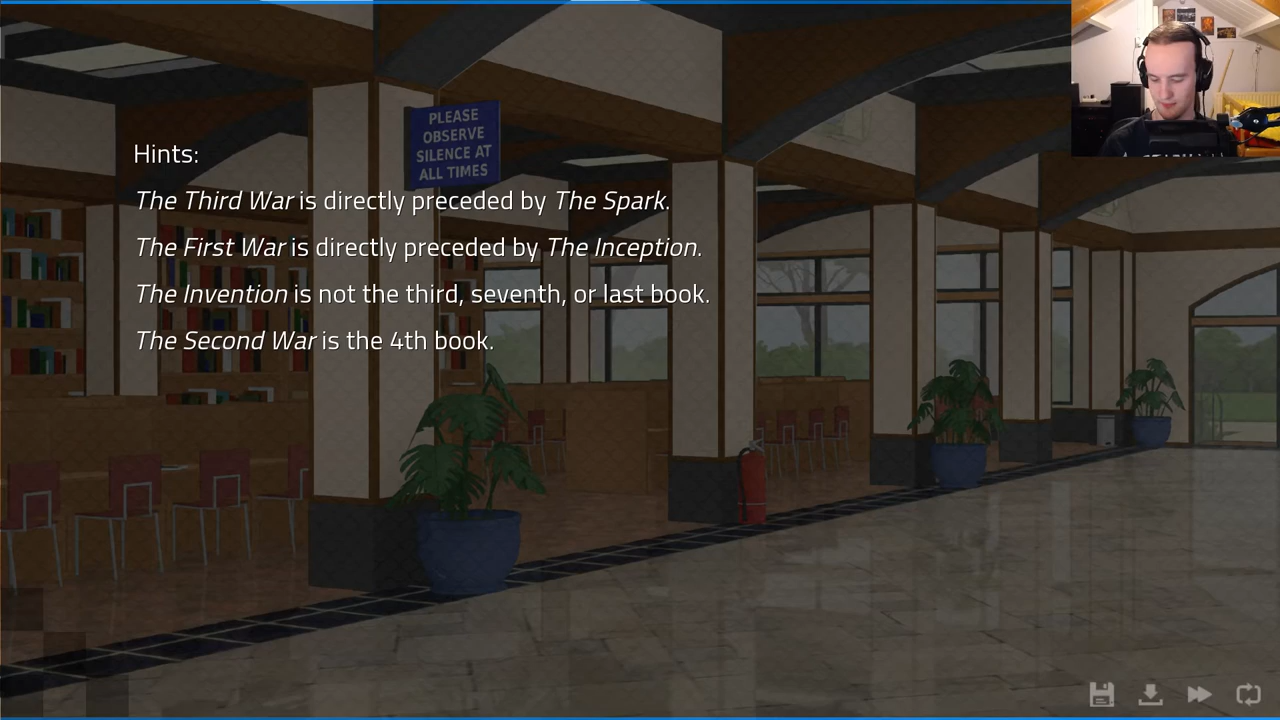 PLEASE
OBSERVE
SILENCE AT
ALL TIMES
Hints:
The Third War is directly preceded by The Spark.
The First War is directly preceded by The Inception.
The Invention is not the third, seventh, or last book.
The Second War is the 4th book.